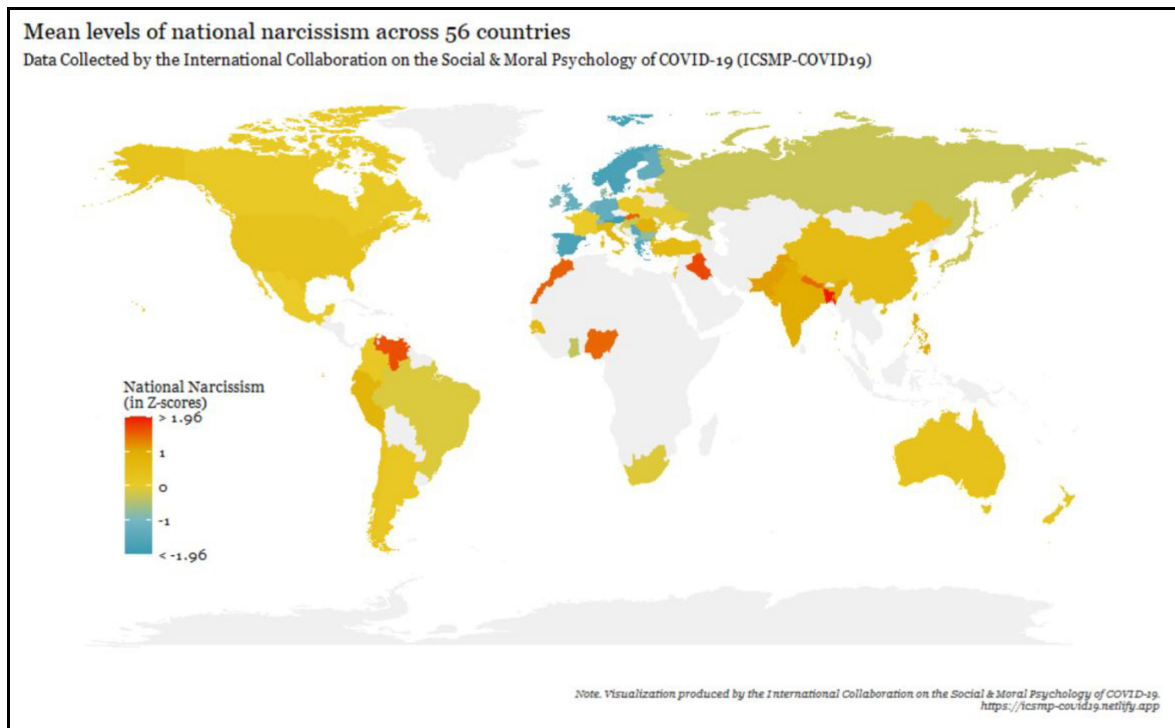 Mean levels of national narcissism across 56 countries
Data Collected by the International Collaboration on the Social & Moral Psychology of COVID-19 (ICSMP-COVID19)
National Narcissism
(in Z-scores)
> 1.96
1
0
-1
< -1.96
Note. Visualization produced by the International Collaboration on the Social & Moral Psychology of COVID-19.
https://icsmp-covid19.netlify.app